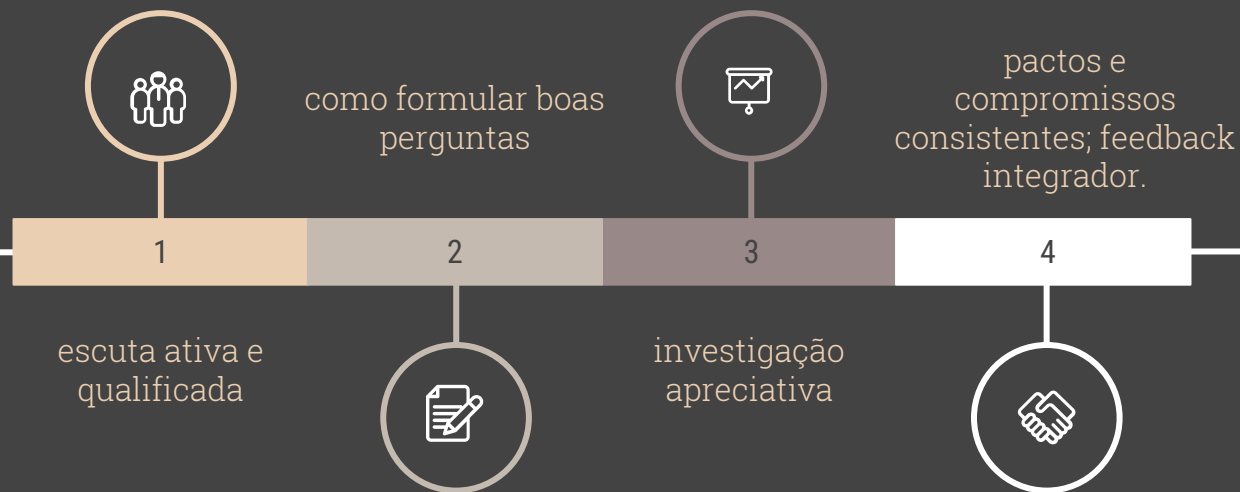 1
escuta ativa e
qualificada
como formular boas
perguntas
2
3
investigação
apreciativa
pactos e
compromissos
consistentes; feedback
integrador.
4